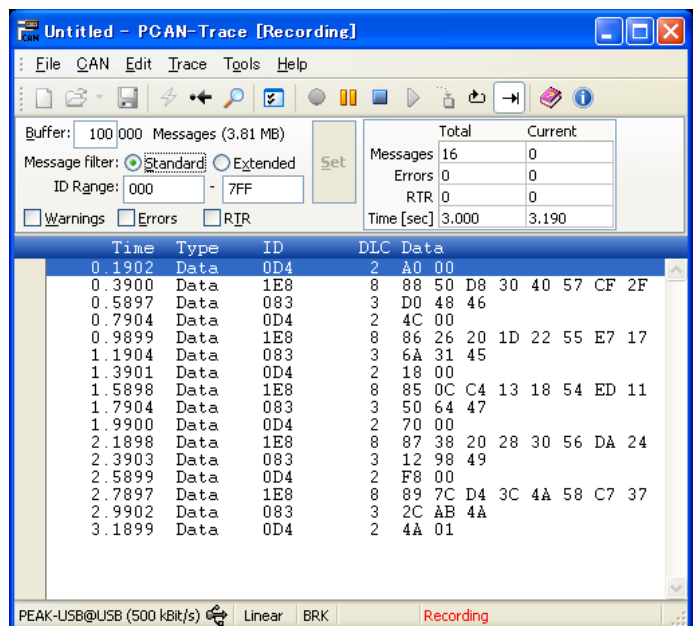 CAN Untitled - PCAN-Trace [Recording]
File CAN Edit Trace Tools Help
Buffer: 100 000 Messages (3.81 MB)
Message filter: Standard Extended Set
ID Range: 000 - 7FF
Warnings Errors RTR
Total Current
Messages 16 0
Errors 0 0
RTR 0 0
Time [sec] 3.000 3.190
Time Type ID DLC Data
0.1902 Data 0D4 2 A0 00
0.3900 Data 1E8 8 88 50 D8 30 40 57 CF 2F
0.5897 Data 083 3 D0 48 46
0.7904 Data 0D4 2 4C 00
0.9899 Data 1E8 8 86 26 20 1D 22 55 E7 17
1.1904 Data 083 3 6A 31 45
1.3901 Data 0D4 2 18 00
1.5898 Data 1E8 8 85 0C C4 13 18 54 ED 11
1.7904 Data 083 3 50 64 47
1.9900 Data 0D4 2 70 00
2.1898 Data 1E8 8 87 38 20 28 30 56 DA 24
2.3903 Data 083 3 12 98 49
2.5899 Data 0D4 2 F8 00
2.7897 Data 1E8 8 89 7C D4 3C 4A 58 C7 37
2.9902 Data 083 3 2C AB 4A
3.1899 Data 0D4 2 4A 01
PEAK-USB@USB (500 kBit/s) Linear BRK Recording